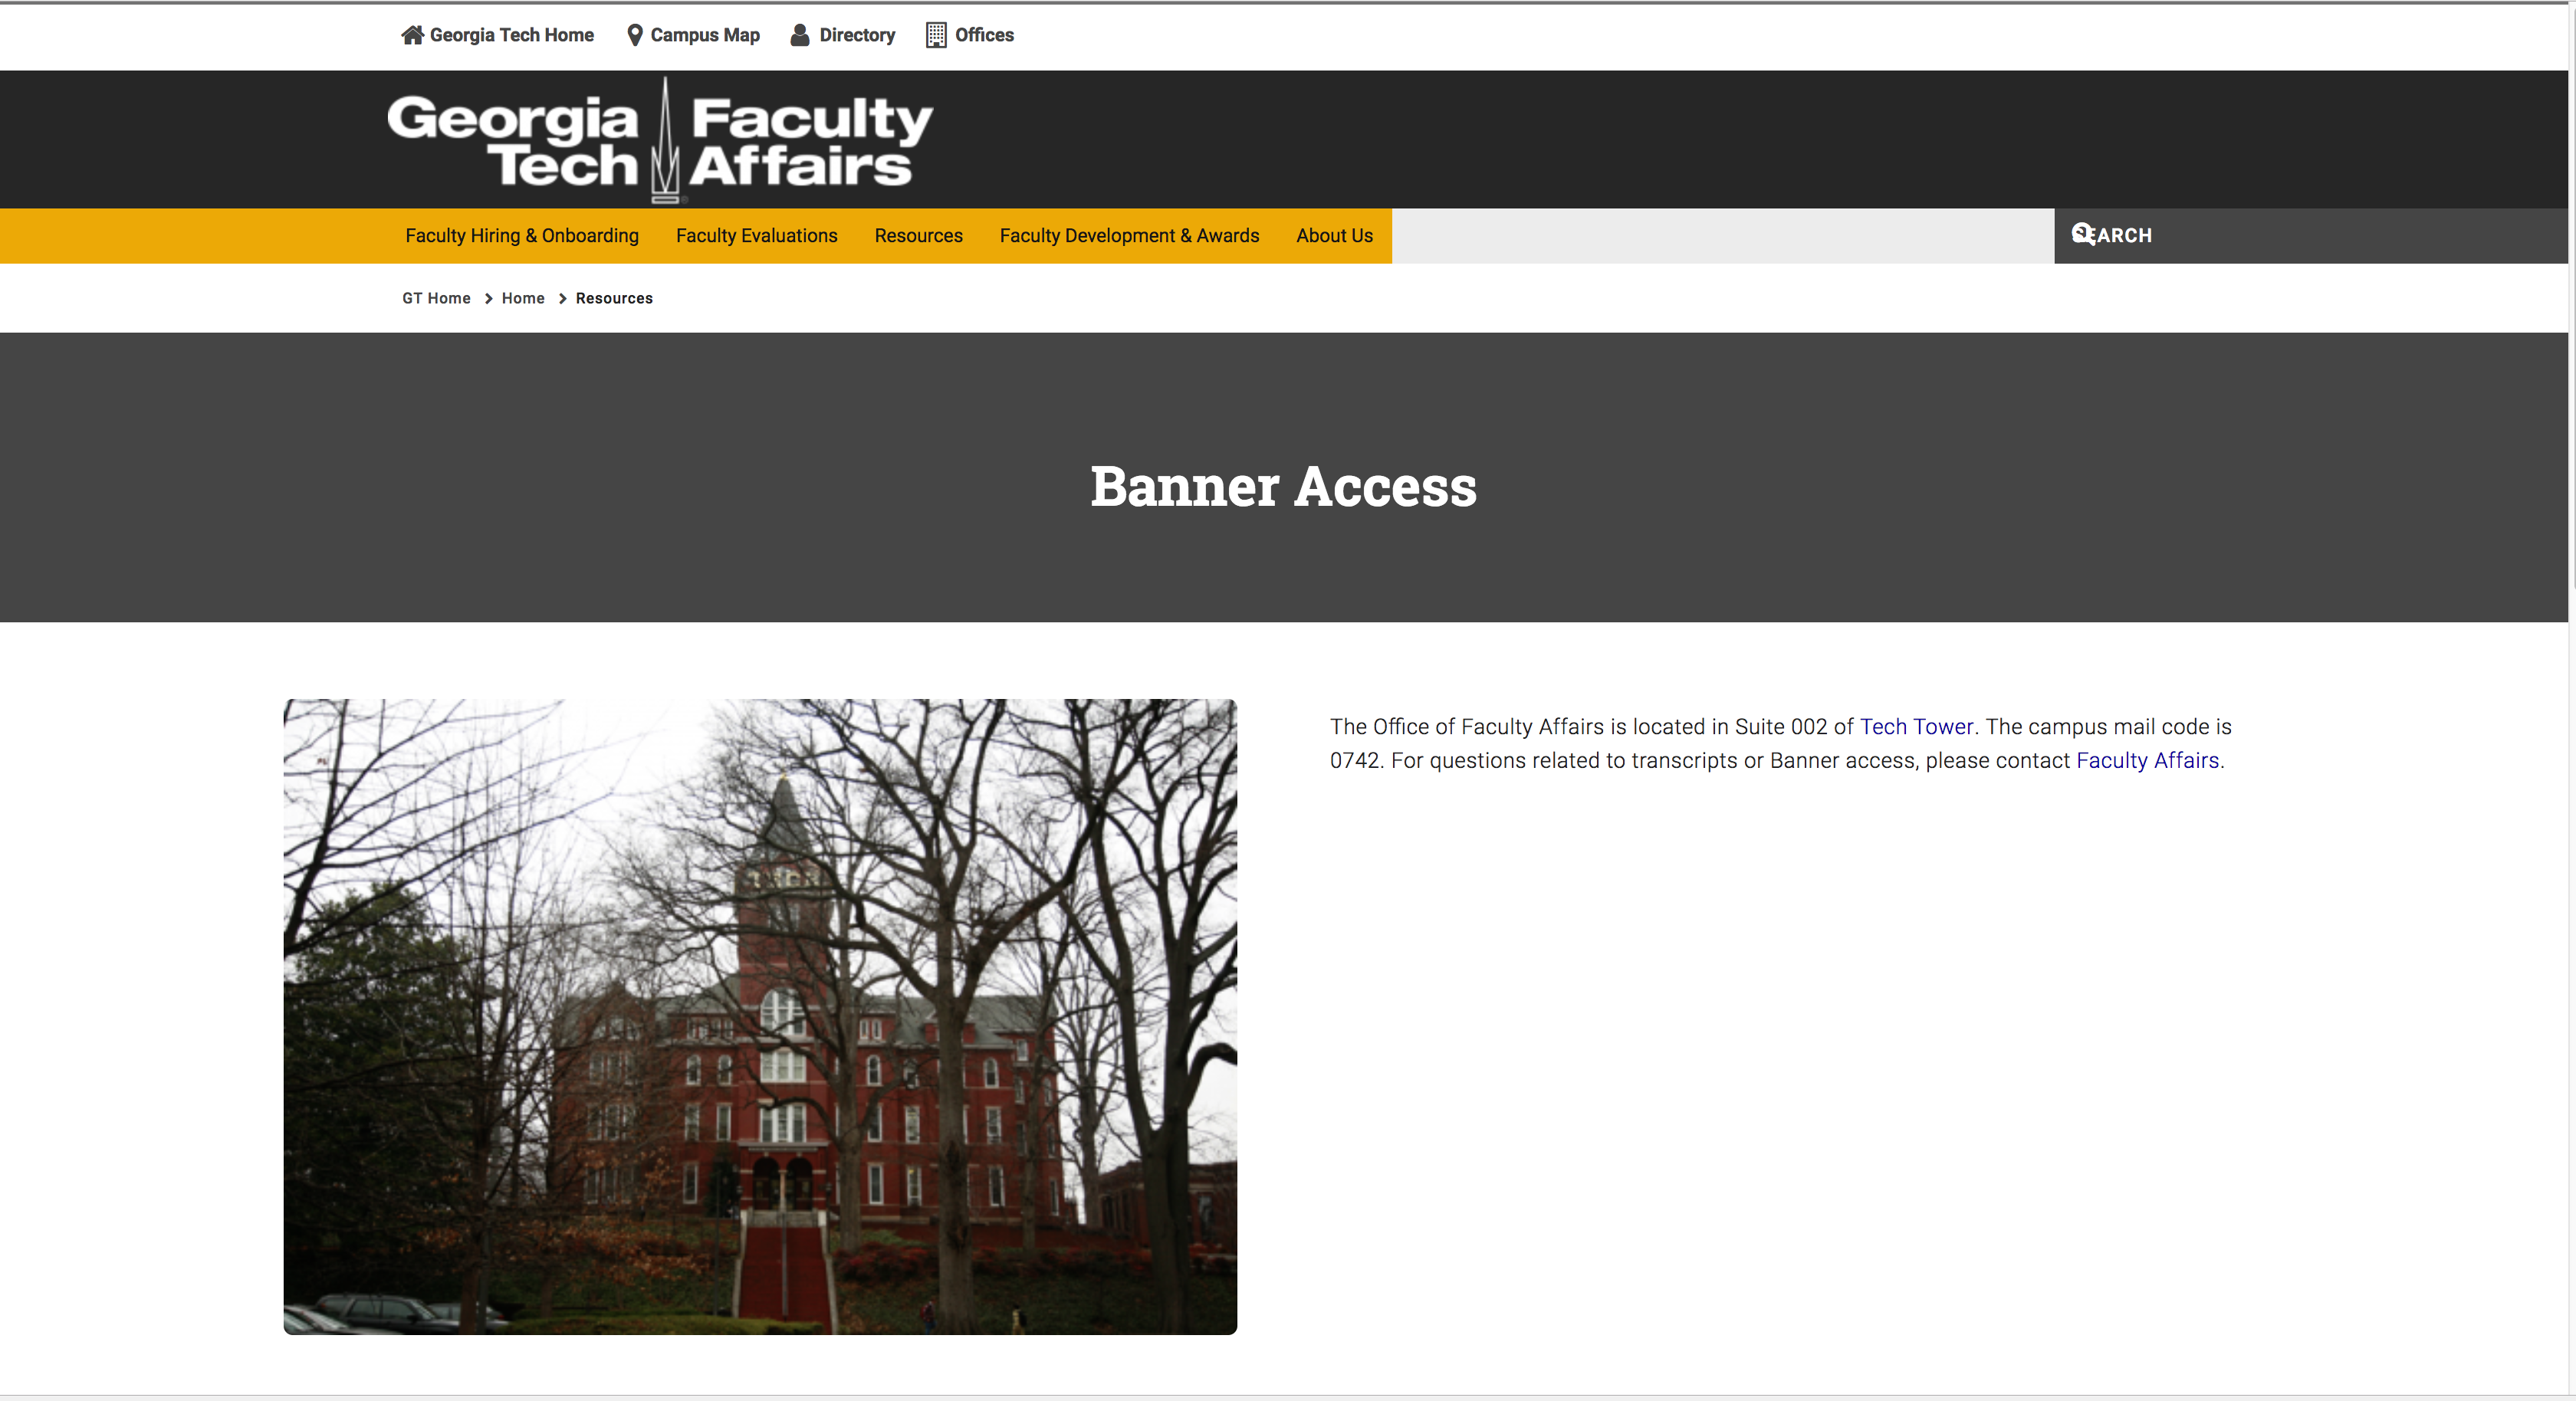 Georgia Tech Home Campus Map Directory Offices
Georgia Tech Faculty Affairs
Faculty Hiring & Onboarding Faculty Evaluations Resources Faculty Development & Awards About Us SEARCH
GT Home Home Resources
Banner Access
The Office of Faculty Affairs is located in Suite 002 of Tech Tower. The campus mail code is
0742. For questions related to transcripts or Banner access, please contact Faculty Affairs.